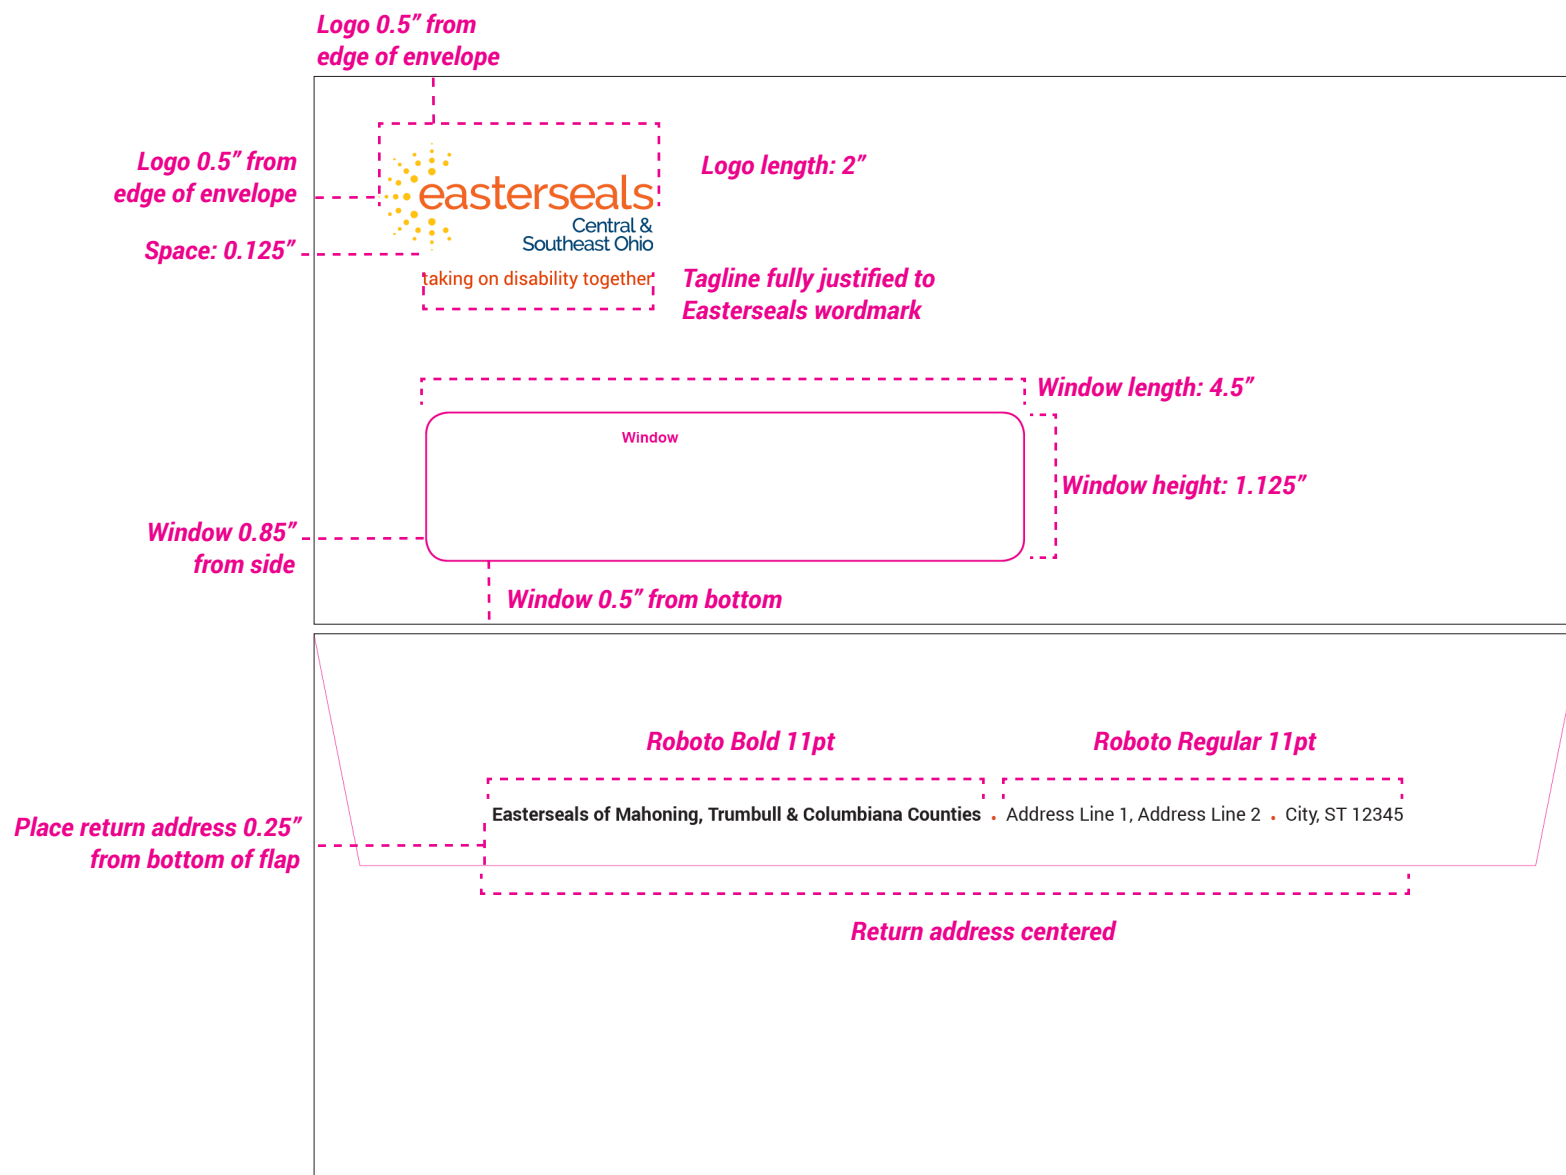 Logo 0.5” from
edge of envelope
Logo 0.5” from
edge of envelope
Logo length: 2”
easterseals
Central &
Southeast Ohio
Space: 0.125”
taking on disability together
Tagline fully justified to
Easterseals wordmark
Window length: 4.5”
Window
Window height: 1.125”
Window 0.85”
from side
Window 0.5” from bottom
Roboto Bold 11pt
Roboto Regular 11pt
Easterseals of Mahoning, Trumbull & Columbiana Counties . Address Line 1, Address Line 2 . City, ST 12345
Place return address 0.25”
from bottom of flap
Return address centered